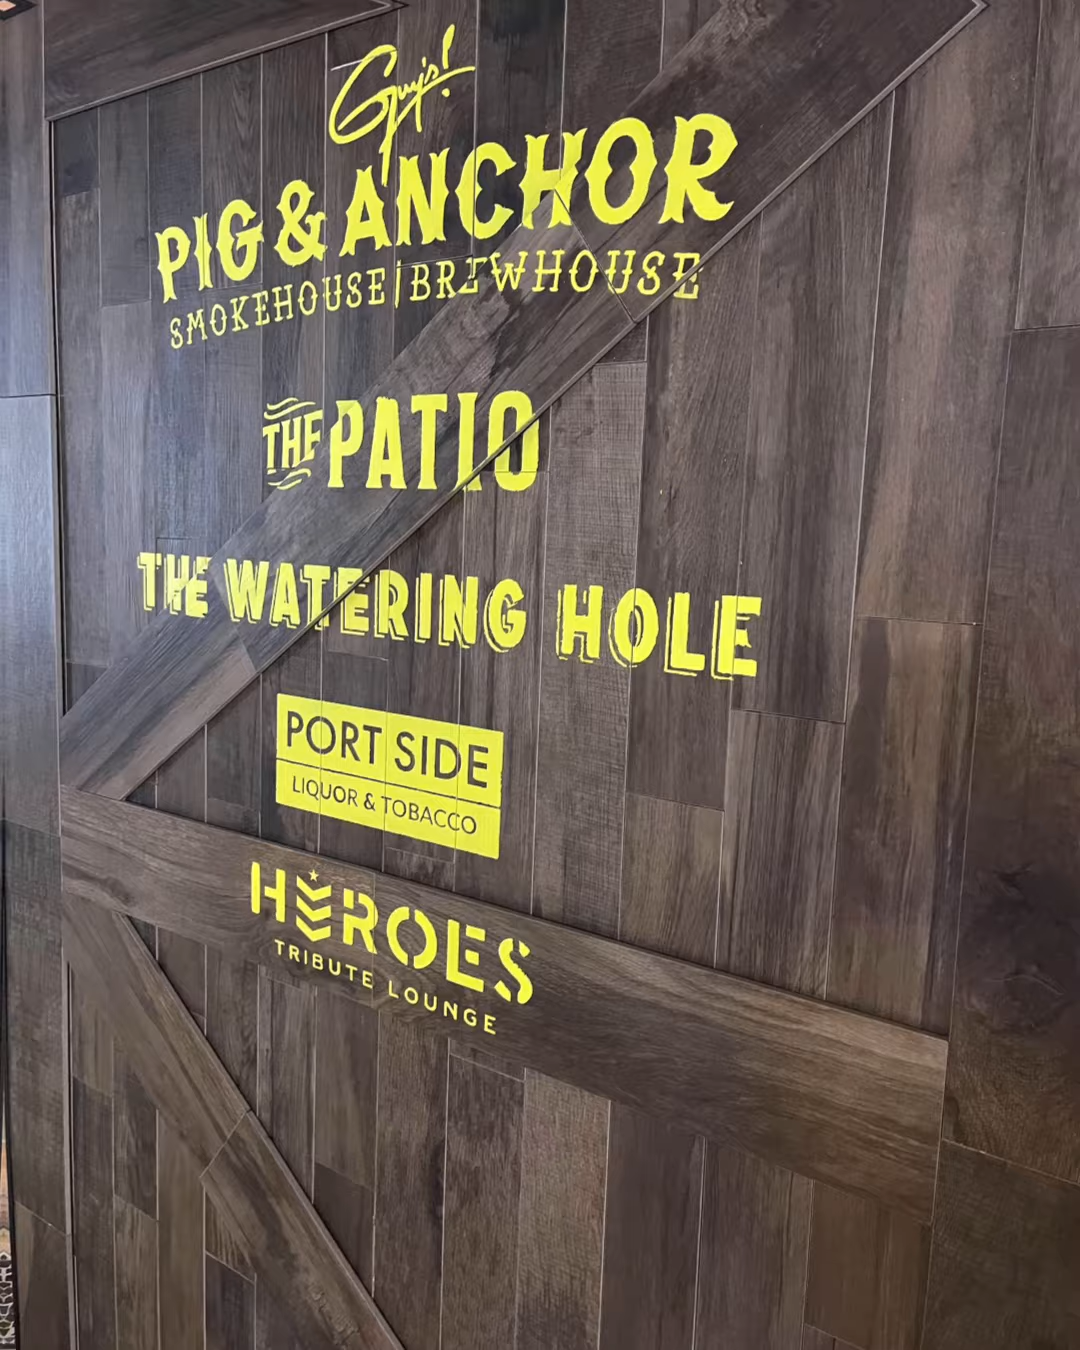 Guy's!
PIG & ANCHOR
SMOKEHOUSE | BREWHOUSE
THE PATIO
THE WATERING HOLE
PORT SIDE
LIQUOR & TOBACCO
HEROES
TRIBUTE LOUNGE